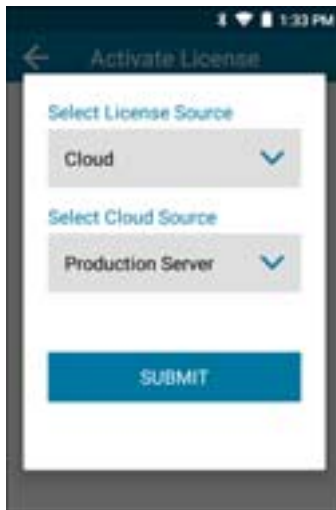 1:33 PM
Activate License
Select License Source
Cloud
Select Cloud Source
Production Server
SUBMIT